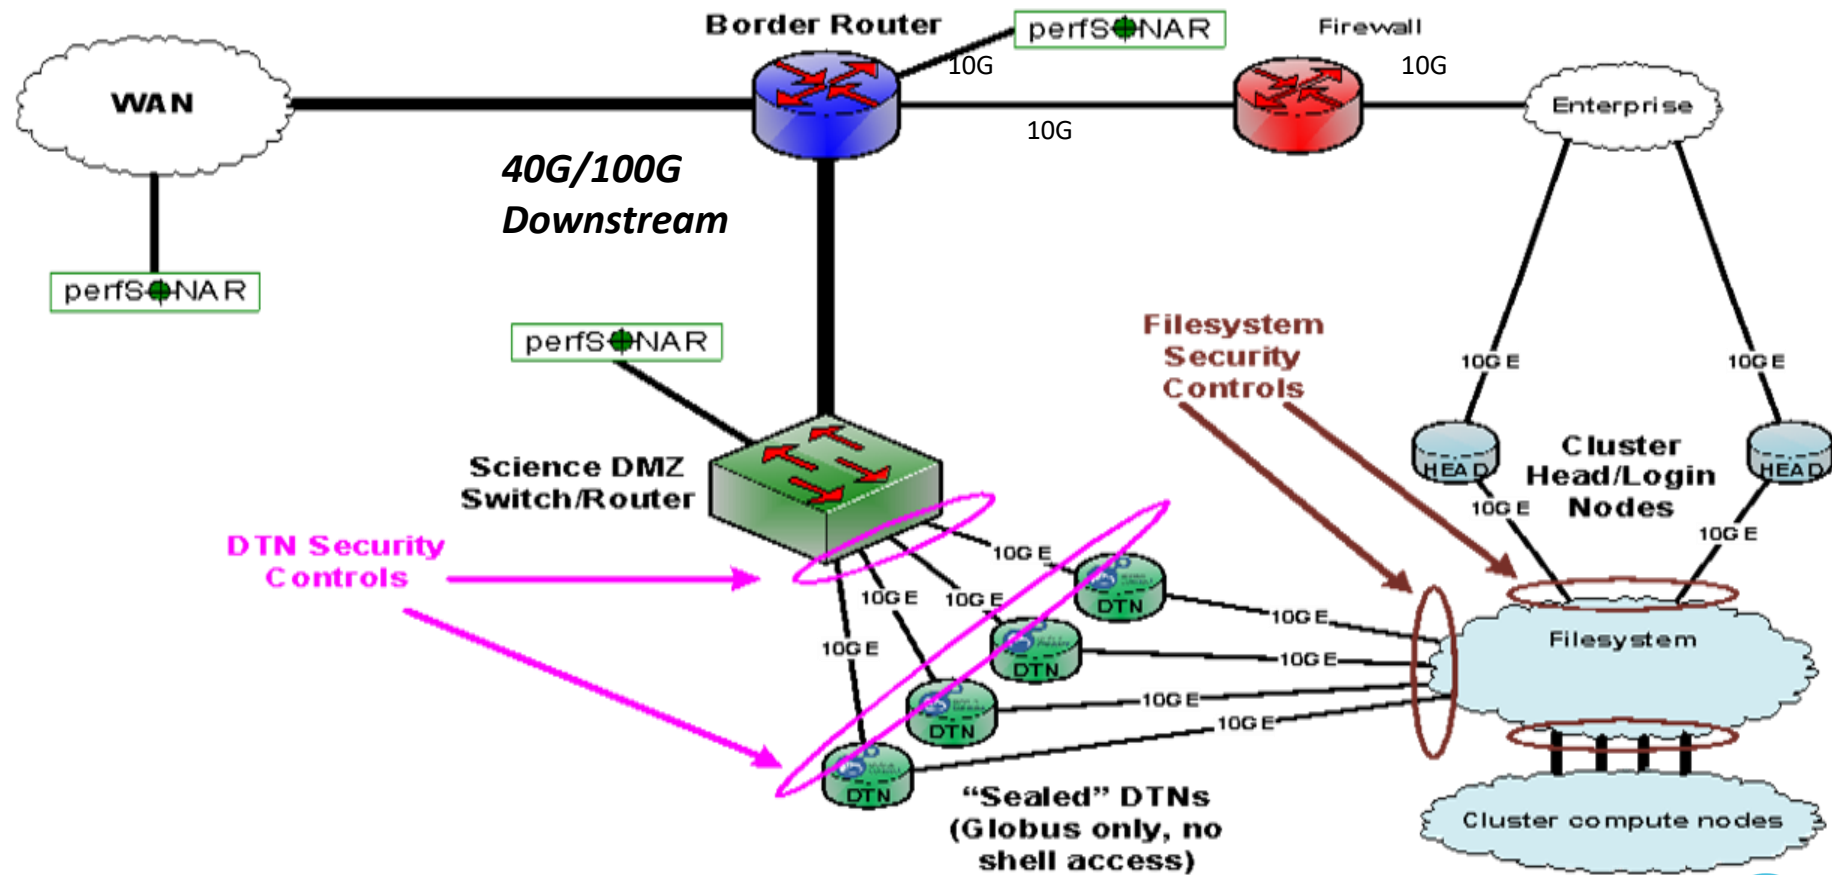 Border Router
perfSONAR
Firewall
10G
10G
WAN
Enterprise
10G
40G/100G
Downstream
perfSONAR
perfSONAR
Filesystem
Security
Controls
10GE
10GE
Science DMZ
Switch/Router
HEAD
Cluster
Head/Login
Nodes
HEAD
10GE
10GE
DTN Security
Controls
10GE
10GE
10GE
10GE
DTN
DTN
DTN
DTN
10GE
10GE
10GE
10GE
Filesystem
"Sealed" DTNs
(Globus only, no
shell access)
Cluster compute nodes